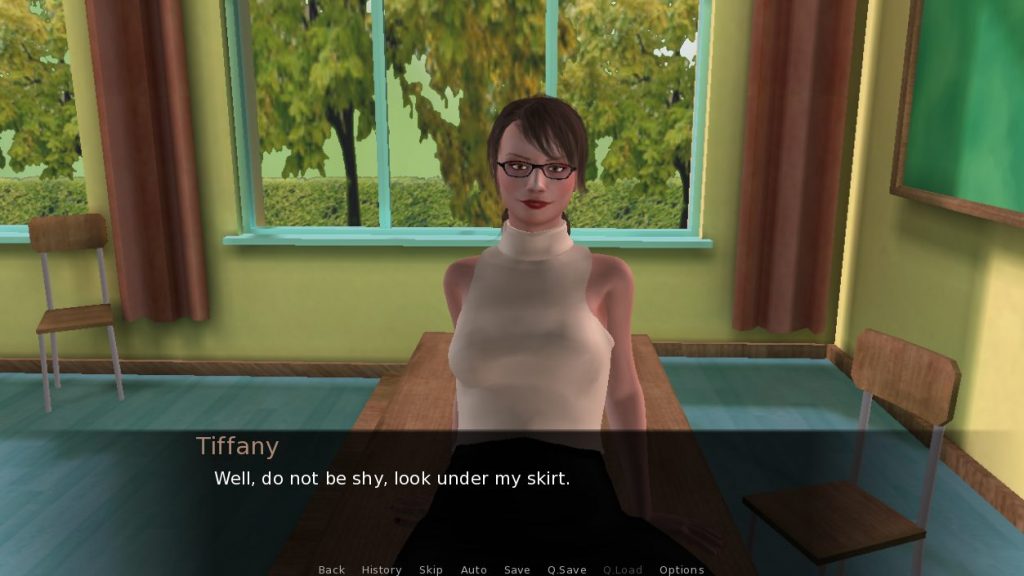 Tiffany
Well, do not be shy, look under my skirt.
Back History Skip Auto Save Q.Save Q.Load Options